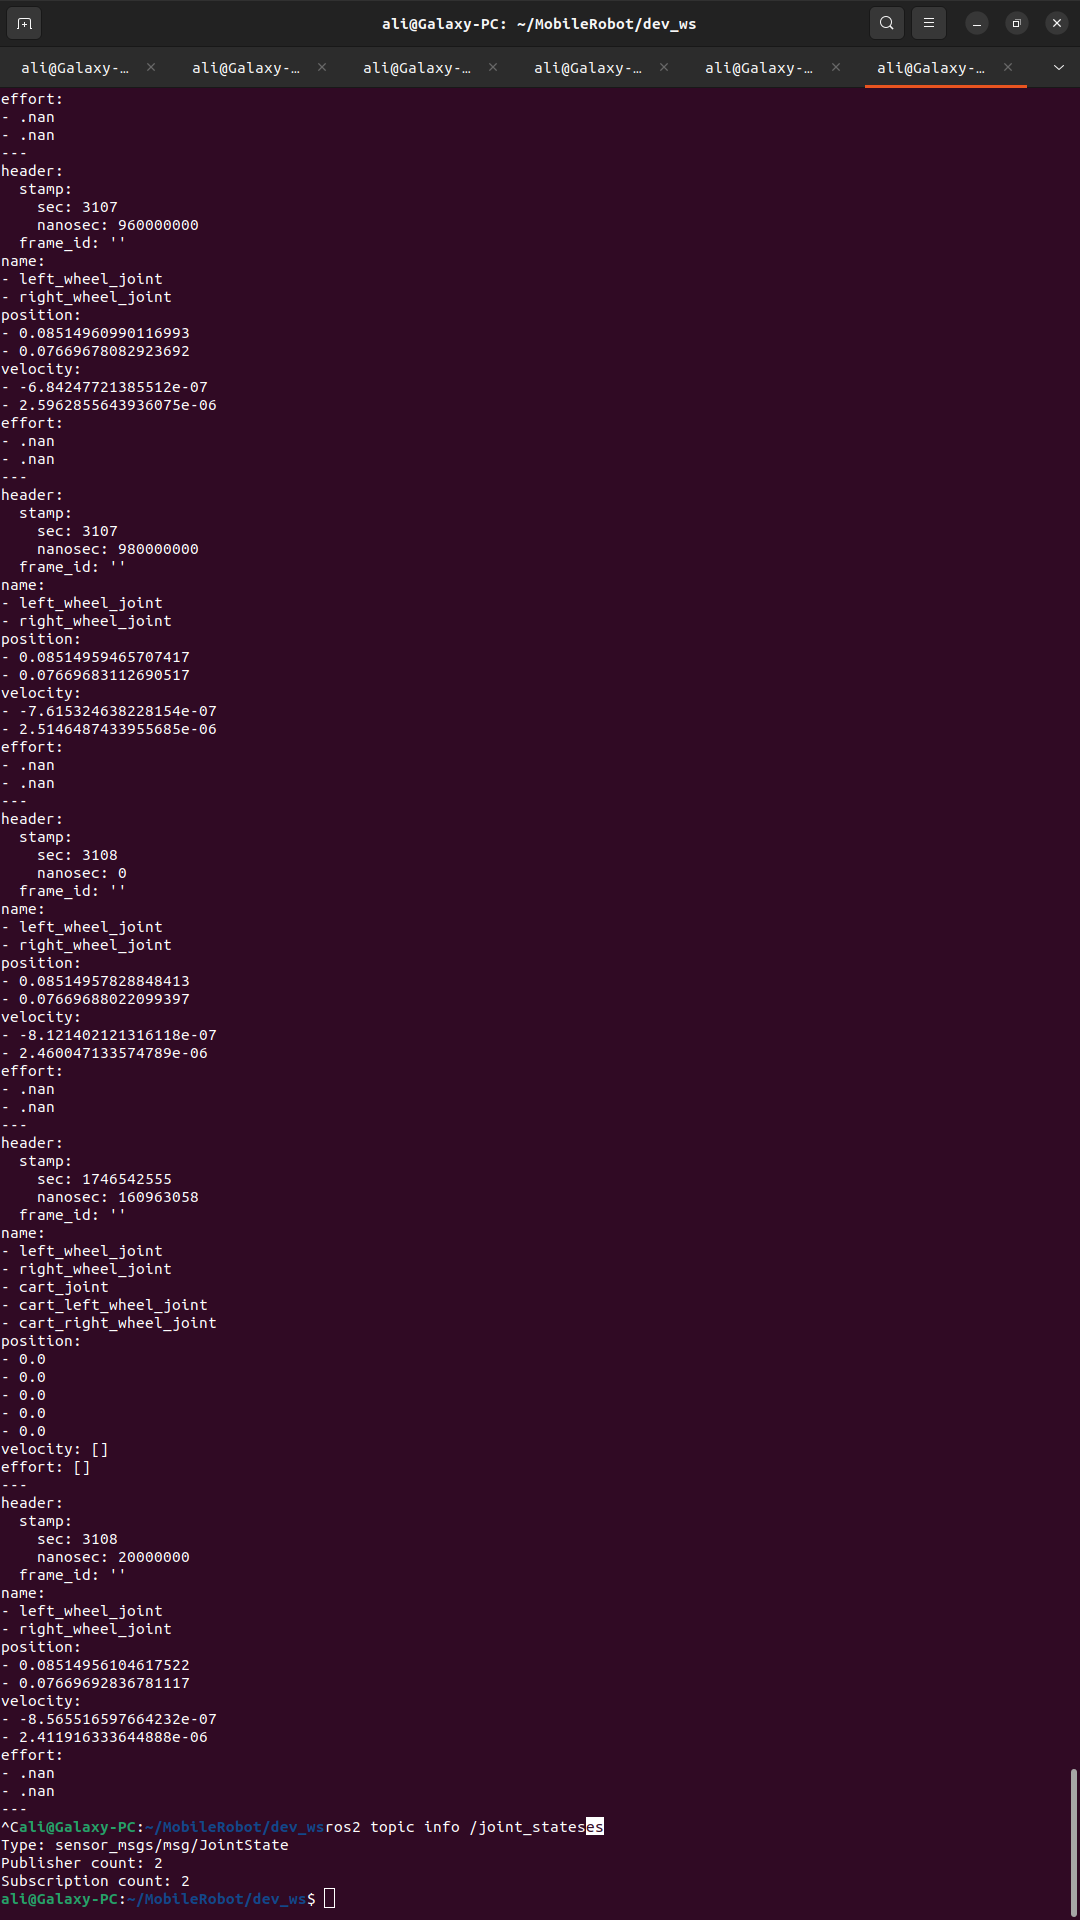 ali@Galaxy-PC: ~/MobileRobot/dev_ws
ali@Galaxy-... × ali@Galaxy-... × ali@Galaxy-... × ali@Galaxy-... × ali@Galaxy-... × ali@Galaxy-... ×
effort:
- .nan
- .nan
---
header:
  stamp:
    sec: 3107
    nanosec: 960000000
  frame_id: ''
name:
- left_wheel_joint
- right_wheel_joint
position:
- 0.08514960990116993
- 0.07669678082923692
velocity:
- -6.84247721385512e-07
- 2.5962855643936075e-06
effort:
- .nan
- .nan
---
header:
  stamp:
    sec: 3107
    nanosec: 980000000
  frame_id: ''
name:
- left_wheel_joint
- right_wheel_joint
position:
- 0.08514959465707417
- 0.07669683112690517
velocity:
- -7.615324638228154e-07
- 2.5146487433955685e-06
effort:
- .nan
- .nan
---
header:
  stamp:
    sec: 3108
    nanosec: 0
  frame_id: ''
name:
- left_wheel_joint
- right_wheel_joint
position:
- 0.08514957828848413
- 0.07669688022099397
velocity:
- -8.121402121316118e-07
- 2.460047133574789e-06
effort:
- .nan
- .nan
---
header:
  stamp:
    sec: 1746542555
    nanosec: 160963058
  frame_id: ''
name:
- left_wheel_joint
- right_wheel_joint
- cart_joint
- cart_left_wheel_joint
- cart_right_wheel_joint
position:
- 0.0
- 0.0
- 0.0
- 0.0
- 0.0
velocity: []
effort: []
---
header:
  stamp:
    sec: 3108
    nanosec: 20000000
  frame_id: ''
name:
- left_wheel_joint
- right_wheel_joint
position:
- 0.08514956104617522
- 0.07669692836781117
velocity:
- -8.565516597664232e-07
- 2.411916333644888e-06
effort:
- .nan
- .nan
---
^Cali@Galaxy-PC:~/MobileRobot/dev_wsros2 topic info /joint_stateses
Type: sensor_msgs/msg/JointState
Publisher count: 2
Subscription count: 2
ali@Galaxy-PC:~/MobileRobot/dev_ws$